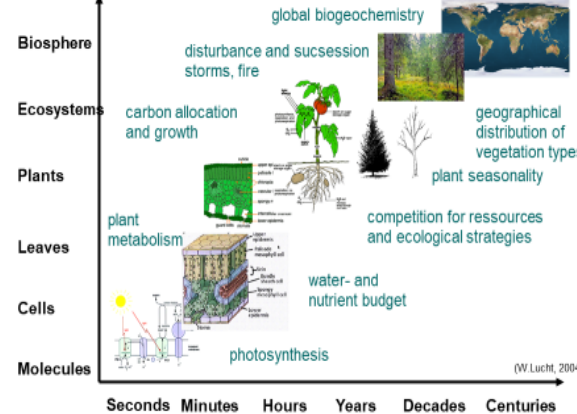 global biogeochemistry
Biosphere
disturbance and sucsession
storms, fire
Ecosystems
carbon allocation
and growth
geographical
distribution of
vegetation types
Plants
plant seasonality
competition for ressources
and ecological strategies
plant
metabolism
Leaves
water- and
nutrient budget
Cells
photosynthesis
Molecules
(W.Lucht, 2004
Seconds Minutes Hours Years Decades Centuries